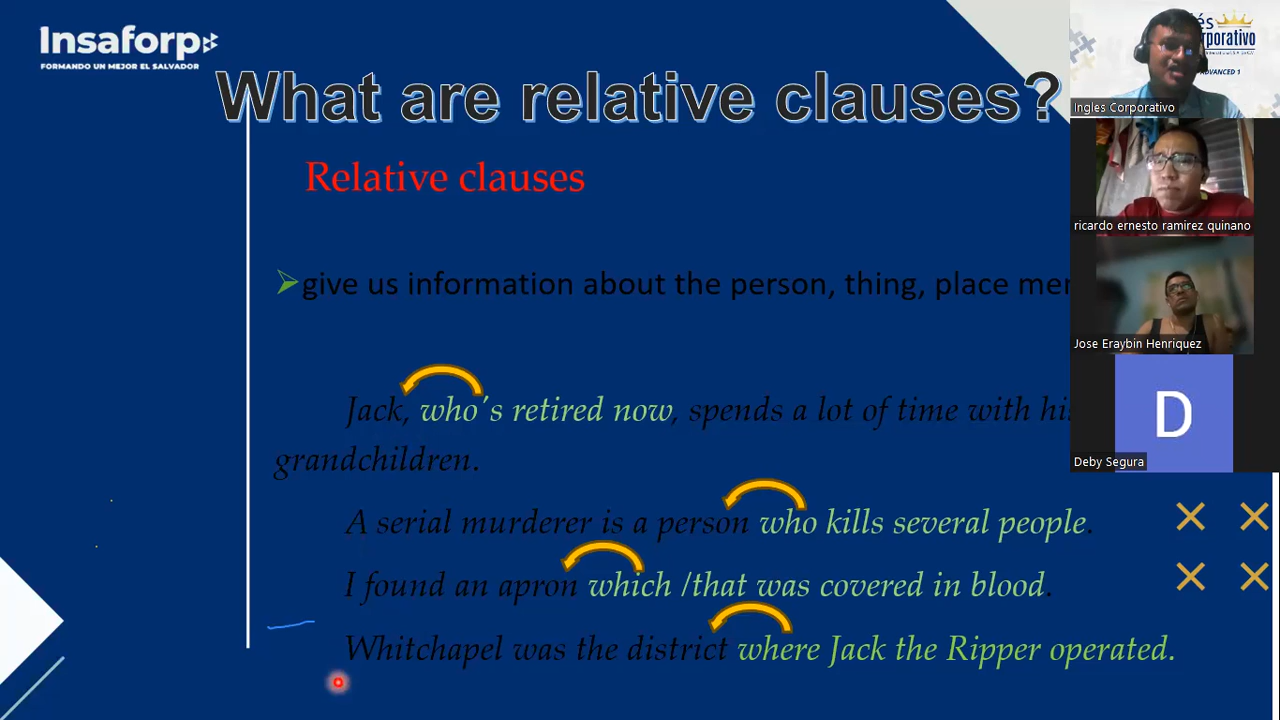 Insaforp
FORMANDO UN MEJOR EL SALVADOR
What are relative clauses?
Relative clauses
give us information about the person, thing, place
Jack, who's retired now, spends a lot of time with his
grandchildren.
A serial murderer is a person who kills several people.
I found an apron which /that was covered in blood.
Whitchapel was the district where Jack the Ripper operated.
ADVANCED 1
Ingles Corporativo
ricardo ernesto ramirez quinano
Jose Eraybin Henriquez
D
Deby Segura